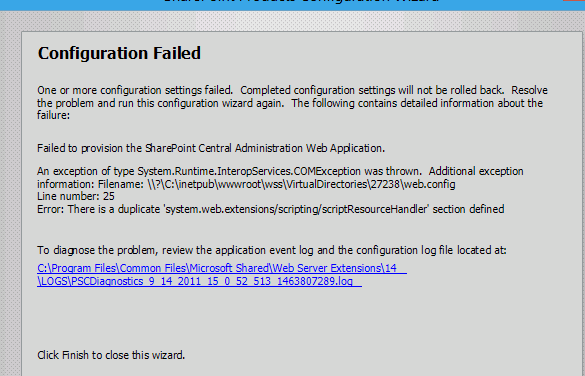 SharePoint Products Configuration Wizard
Configuration Failed
One or more configuration settings failed. Completed configuration settings will not be rolled back. Resolve
the problem and run this configuration wizard again. The following contains detailed information about the
failure:
Failed to provision the SharePoint Central Administration Web Application.
An exception of type System.Runtime.InteropServices.COMException was thrown. Additional exception
information: Filename: \\?\C:\inetpub\wwwroot\wss\VirtualDirectories\27238\web.config
Line number: 25
Error: There is a duplicate 'system.web.extensions/scripting/scriptResourceHandler' section defined
To diagnose the problem, review the application event log and the configuration log file located at:
C:\Program Files\Common Files\Microsoft Shared\Web Server Extensions\14
\LOGS\PSCDiagnostics_9_14_2011_15_0_52_513_1463807289.log
Click Finish to close this wizard.